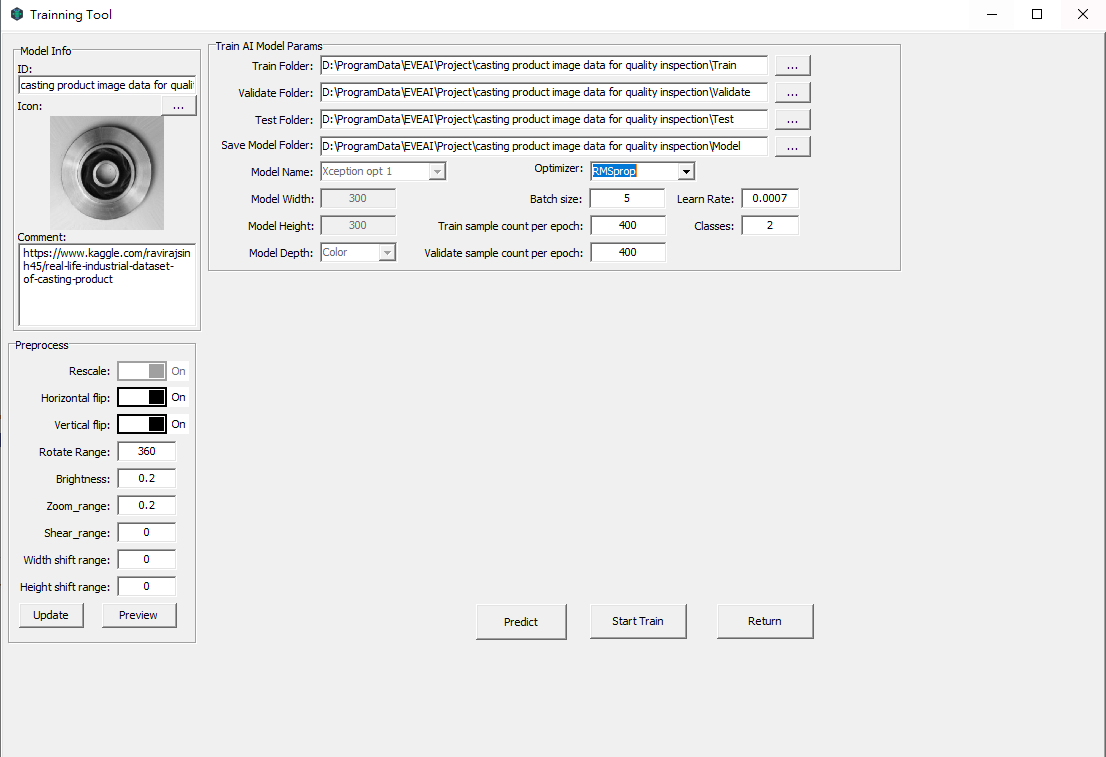 Trainning Tool
Model Info
ID:
casting product image data for quali
Icon:
...
Comment:
https://www.kaggle.com/ravirajsin
h45/real-life-industrial-dataset-
of-casting-product
Train AI Model Params
Train Folder: D:\ProgramData\EVEAI\Project\casting product image data for quality inspection\Train ...
Validate Folder: D:\ProgramData\EVEAI\Project\casting product image data for quality inspection\Validate ...
Test Folder: D:\ProgramData\EVEAI\Project\casting product image data for quality inspection\Test ...
Save Model Folder: D:\ProgramData\EVEAI\Project\casting product image data for quality inspection\Model ...
Model Name: Xception opt 1 Optimizer: RMSprop
Model Width: 300 Batch size: 5 Learn Rate: 0.0007
Model Height: 300 Train sample count per epoch: 400 Classes: 2
Model Depth: Color Validate sample count per epoch: 400
Preprocess
Rescale: On
Horizontal flip: On
Vertical flip: On
Rotate Range: 360
Brightness: 0.2
Zoom_range: 0.2
Shear_range: 0
Width shift range: 0
Height shift range: 0
Update Preview
Predict Start Train Return